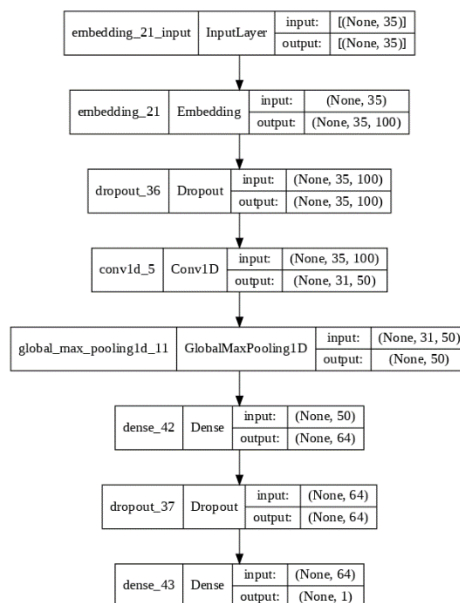 embedding_21_input InputLayer input: [(None, 35)]
output: [(None, 35)]
embedding_21 Embedding input: (None, 35)
output: (None, 35, 100)
dropout_36 Dropout input: (None, 35, 100)
output: (None, 35, 100)
conv1d_5 Conv1D input: (None, 35, 100)
output: (None, 31, 50)
global_max_pooling1d_11 GlobalMaxPooling1D input: (None, 31, 50)
output: (None, 50)
dense_42 Dense input: (None, 50)
output: (None, 64)
dropout_37 Dropout input: (None, 64)
output: (None, 64)
dense_43 Dense input: (None, 64)
output: (None, 1)